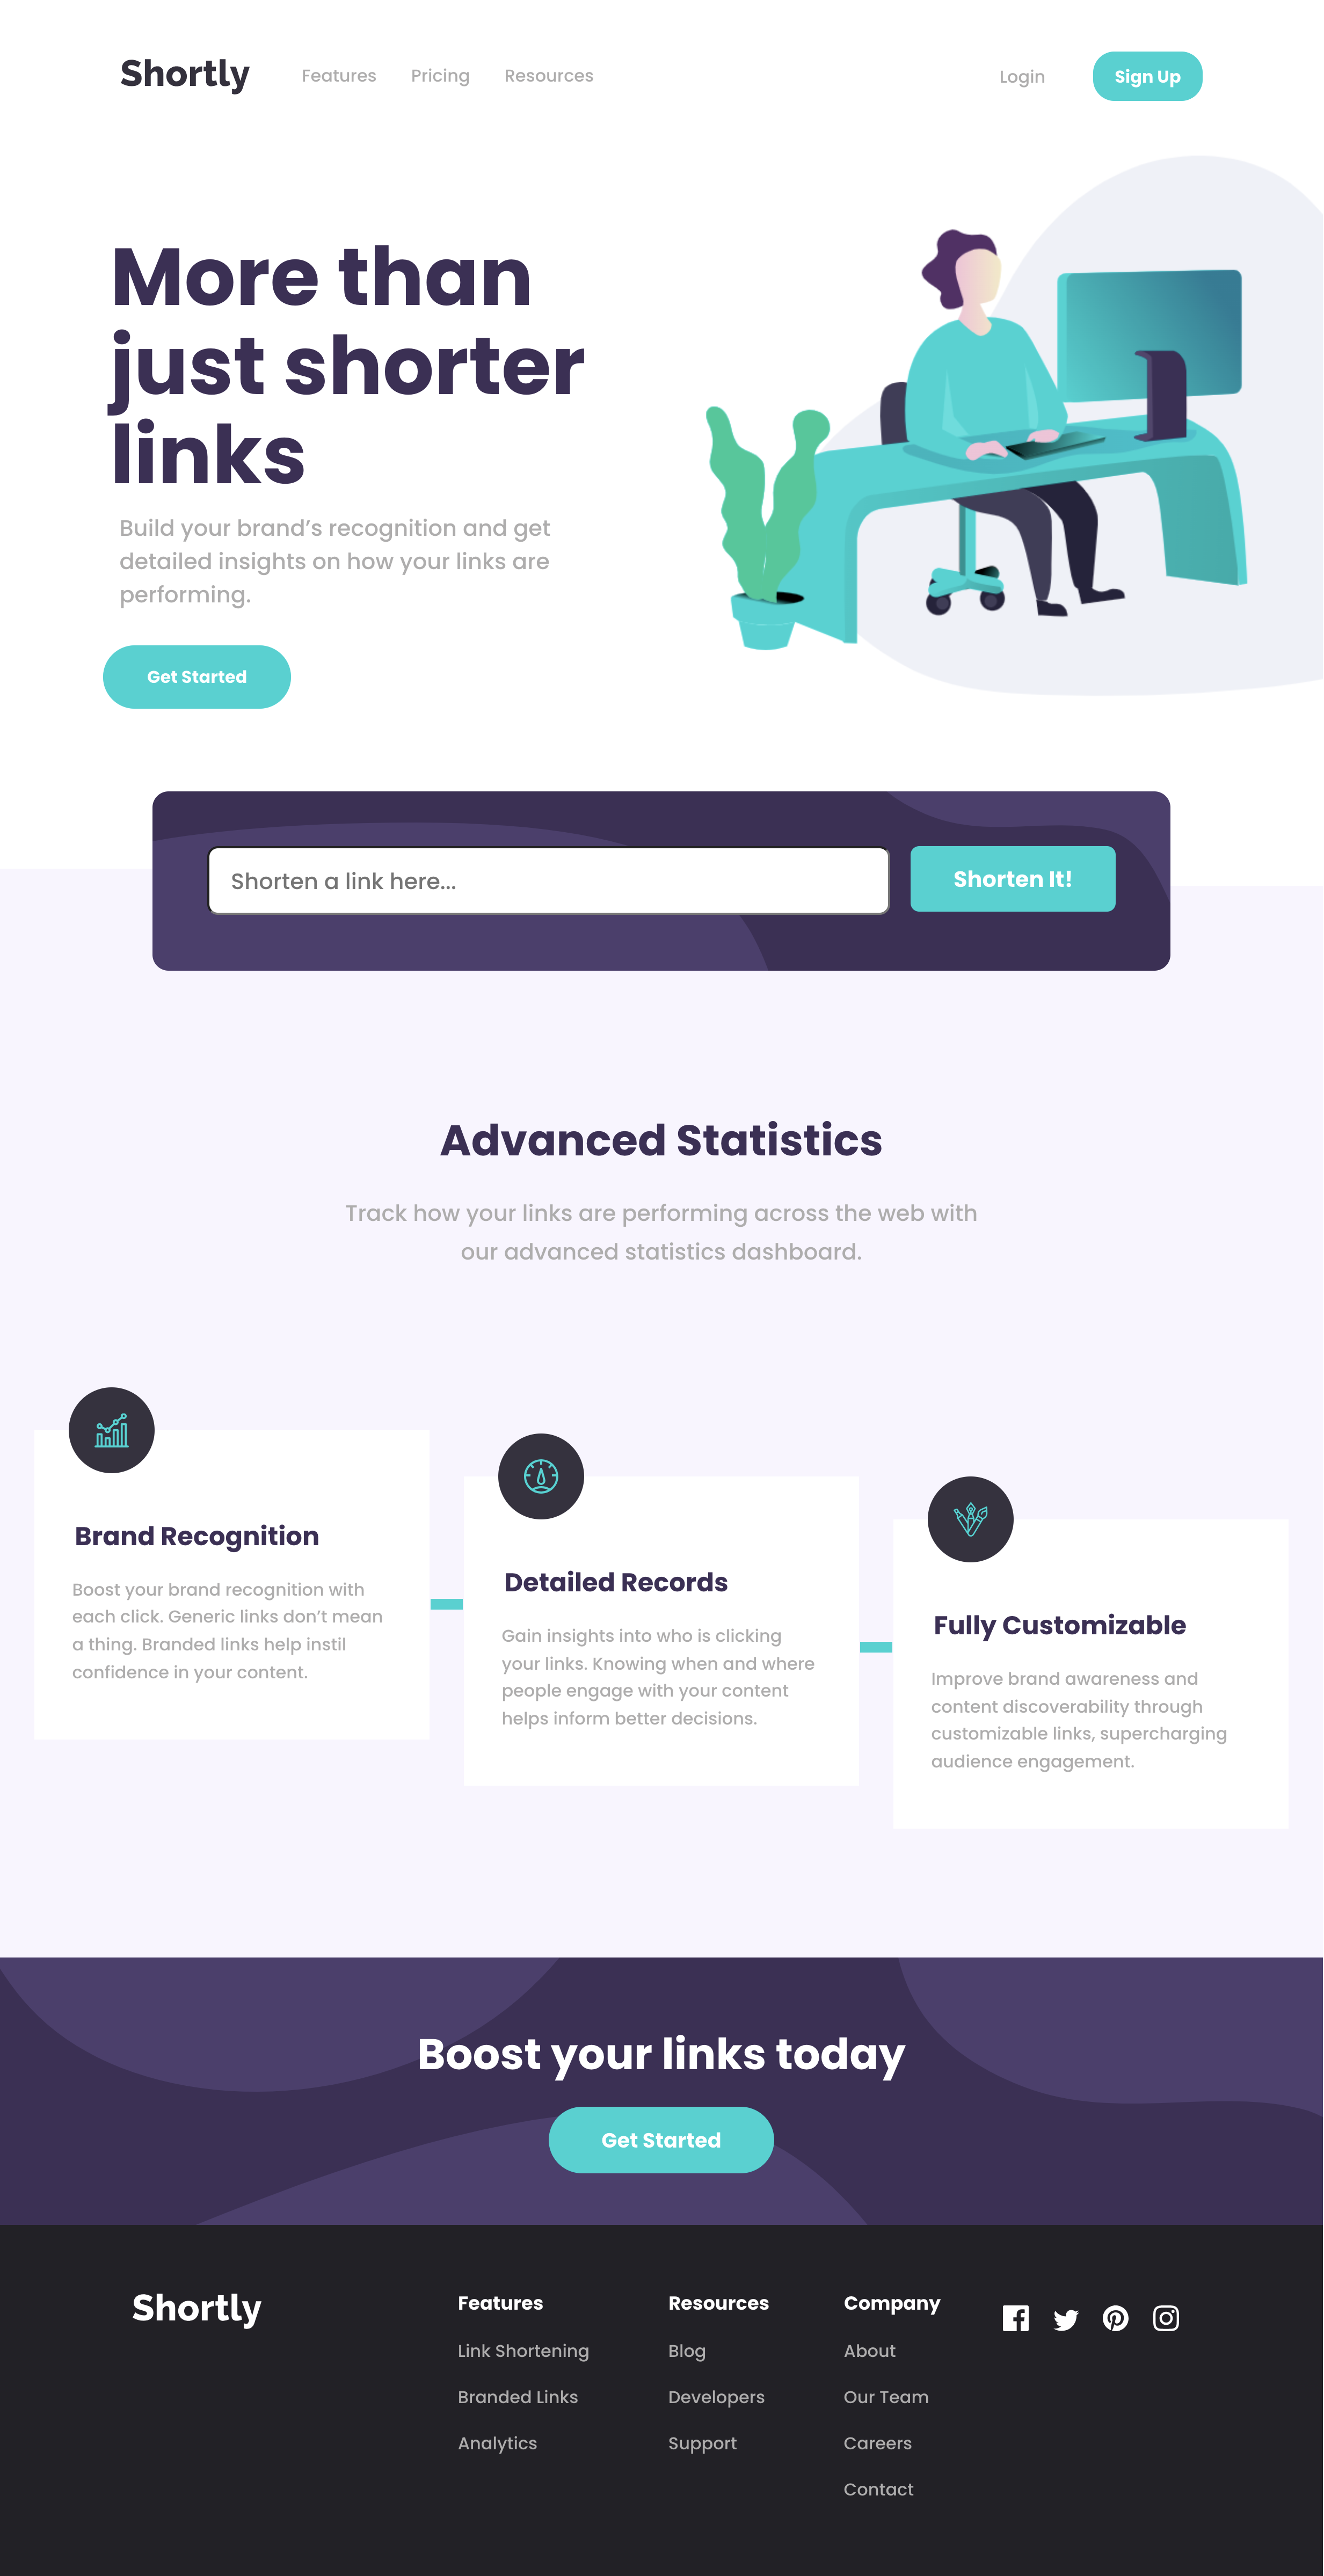 Shortly
Features
Pricing
Resources
Login
Sign Up
More than
just shorter
links
Build your brand’s recognition and get
detailed insights on how your links are
performing.
Get Started
Shorten a link here...
Shorten It!
Advanced Statistics
Track how your links are performing across the web with
our advanced statistics dashboard.
Brand Recognition
Boost your brand recognition with
each click. Generic links don’t mean
a thing. Branded links help instil
confidence in your content.
Detailed Records
Gain insights into who is clicking
your links. Knowing when and where
people engage with your content
helps inform better decisions.
Fully Customizable
Improve brand awareness and
content discoverability through
customizable links, supercharging
audience engagement.
Boost your links today
Get Started
Shortly
Features
Link Shortening
Branded Links
Analytics
Resources
Blog
Developers
Support
Company
About
Our Team
Careers
Contact